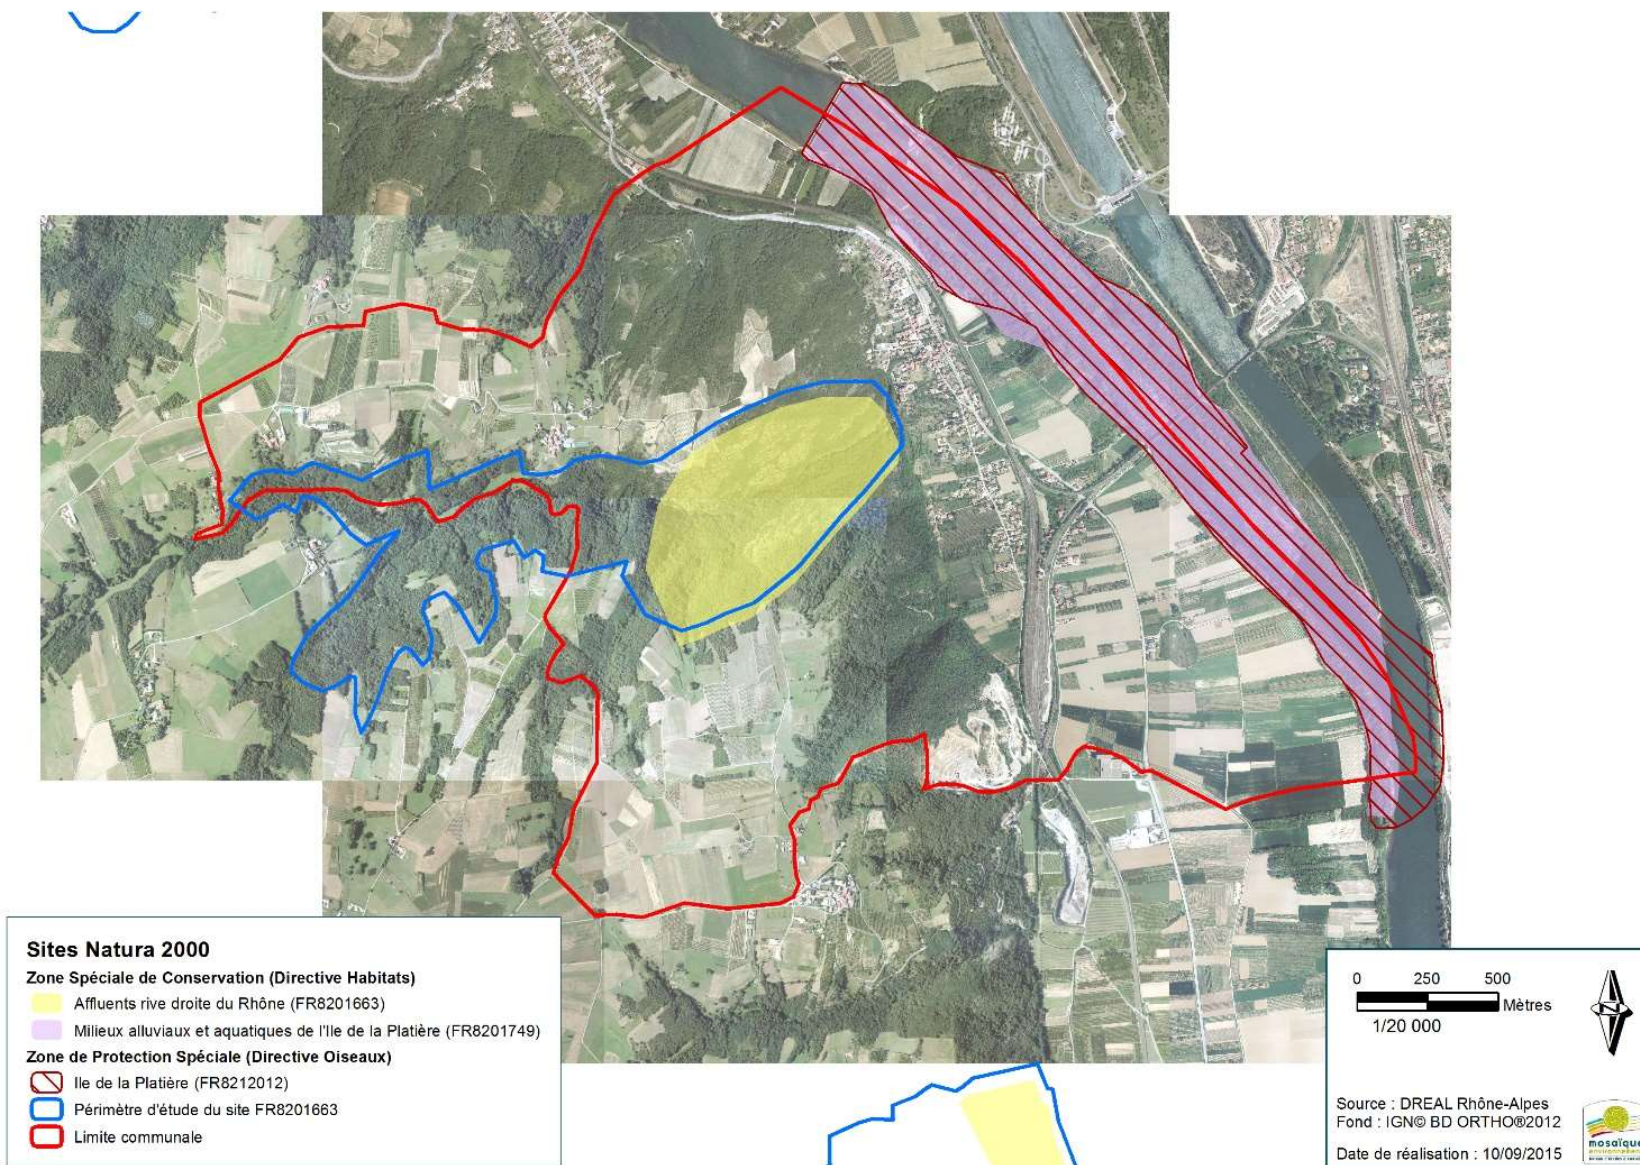 Sites Natura 2000
Zone Spéciale de Conservation (Directive Habitats)
Affluents rive droite du Rhône (FR8201663)
Milieux alluviaux et aquatiques de l'Ile de la Platière (FR8201749)
Zone de Protection Spéciale (Directive Oiseaux)
Ile de la Platière (FR8212012)
Périmètre d'étude du site FR8201663
Limite communale
0 250 500
Mètres
1/20 000
N
Source : DREAL Rhône-Alpes
Fond : IGN© BD ORTHO®2012
Date de réalisation : 10/09/2015
mosaïque
environnement